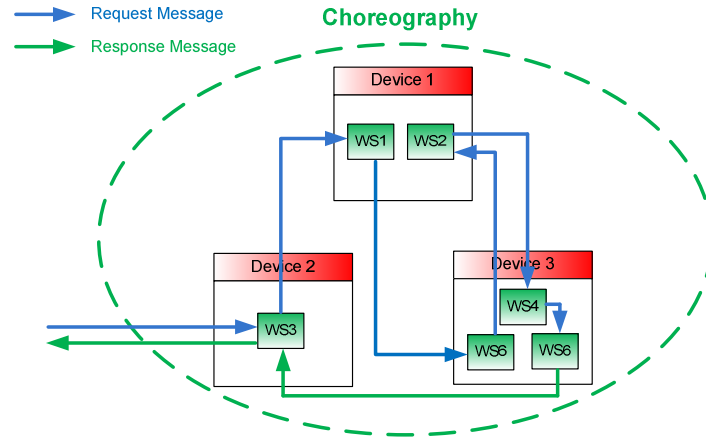 Choreography
Request Message
Response Message
Device 1
WS1
WS2
Device 2
WS3
Device 3
WS4
WS6
WS6